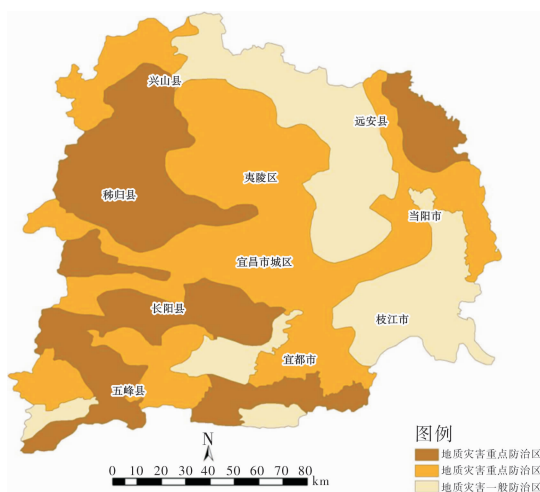 兴山县
远安县
秭归县
夷陵区
当阳市
宜昌市城区
长阳县
枝江市
宜都市
五峰县
图例
地质灾害重点防治区
地质灾害重点防治区
地质灾害一般防治区
N
0 10 20 30 40 50 60 70 80
km